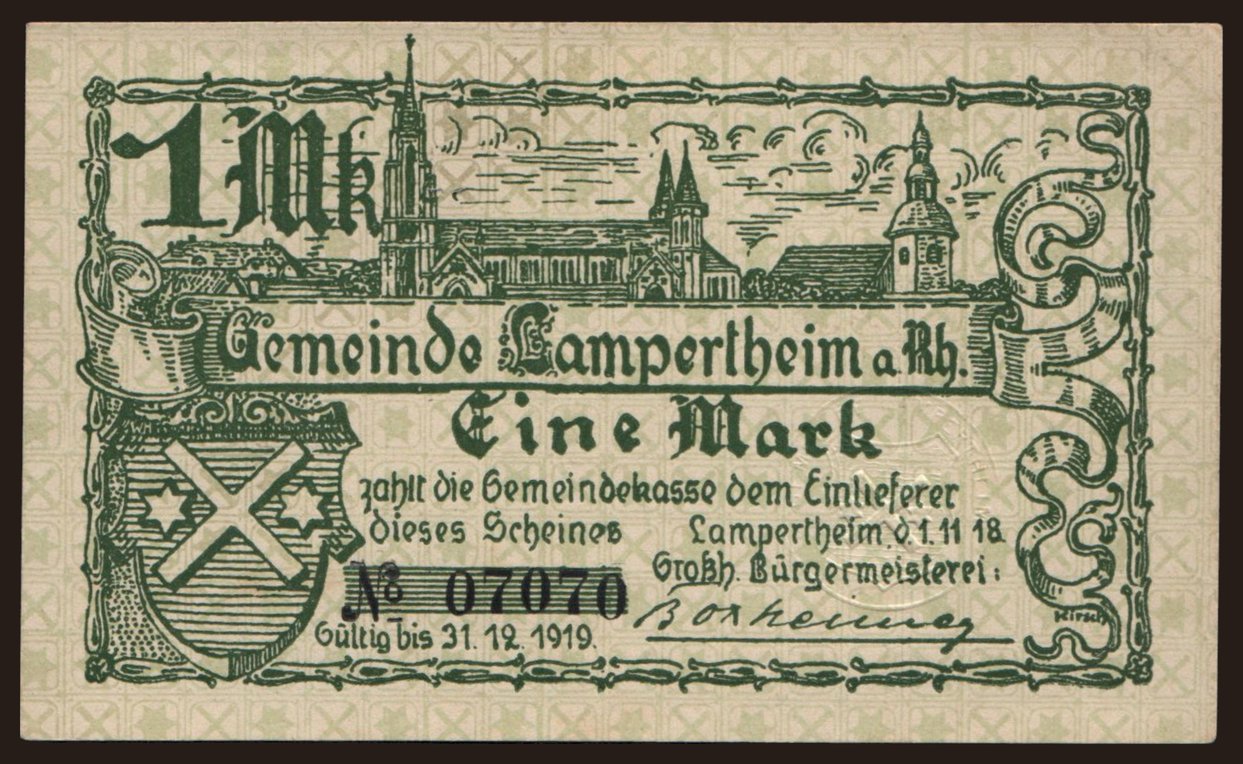 1 Mk
Gemeinde Lampertheim a. Rh.
Eine Mark
zahlt die Gemeindekasse dem Einlieferer
dieses Scheines
Lampertheim, d. 1. 11 18.
Großh. Bürgermeisterei:
No 07070
Gültig bis 31. 12. 1919.
Hirsch